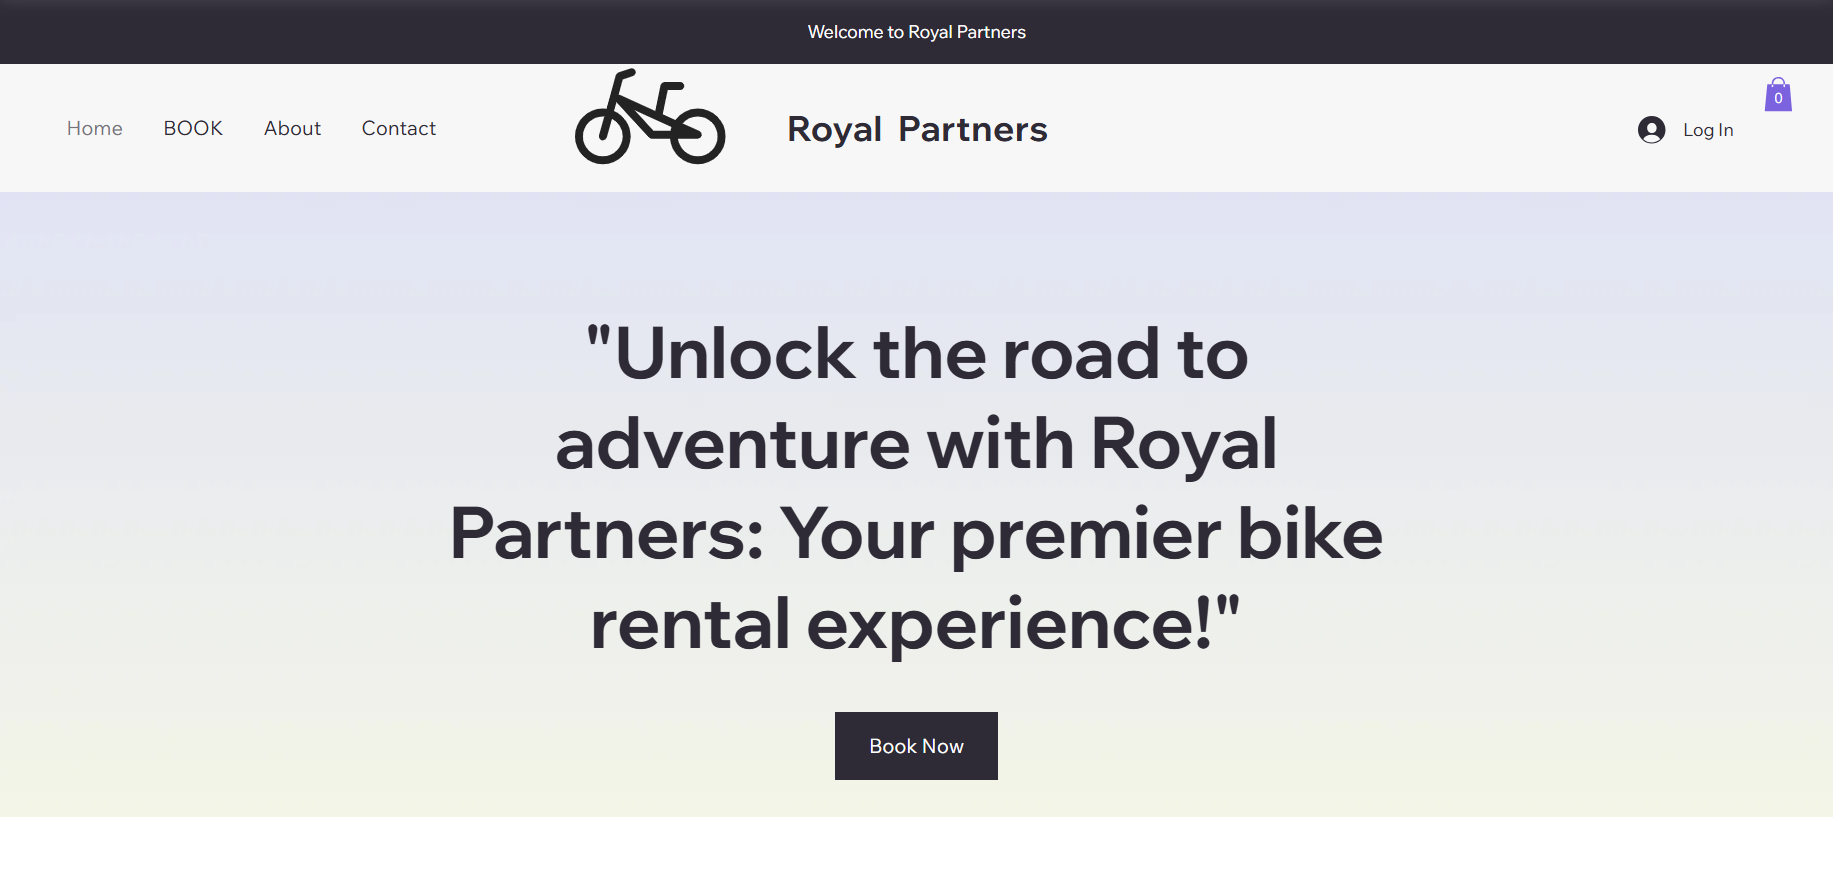 Welcome to Royal Partners
Home BOOK About Contact
Royal Partners
Log In
0
"Unlock the road to
adventure with Royal
Partners: Your premier bike
rental experience!"
Book Now